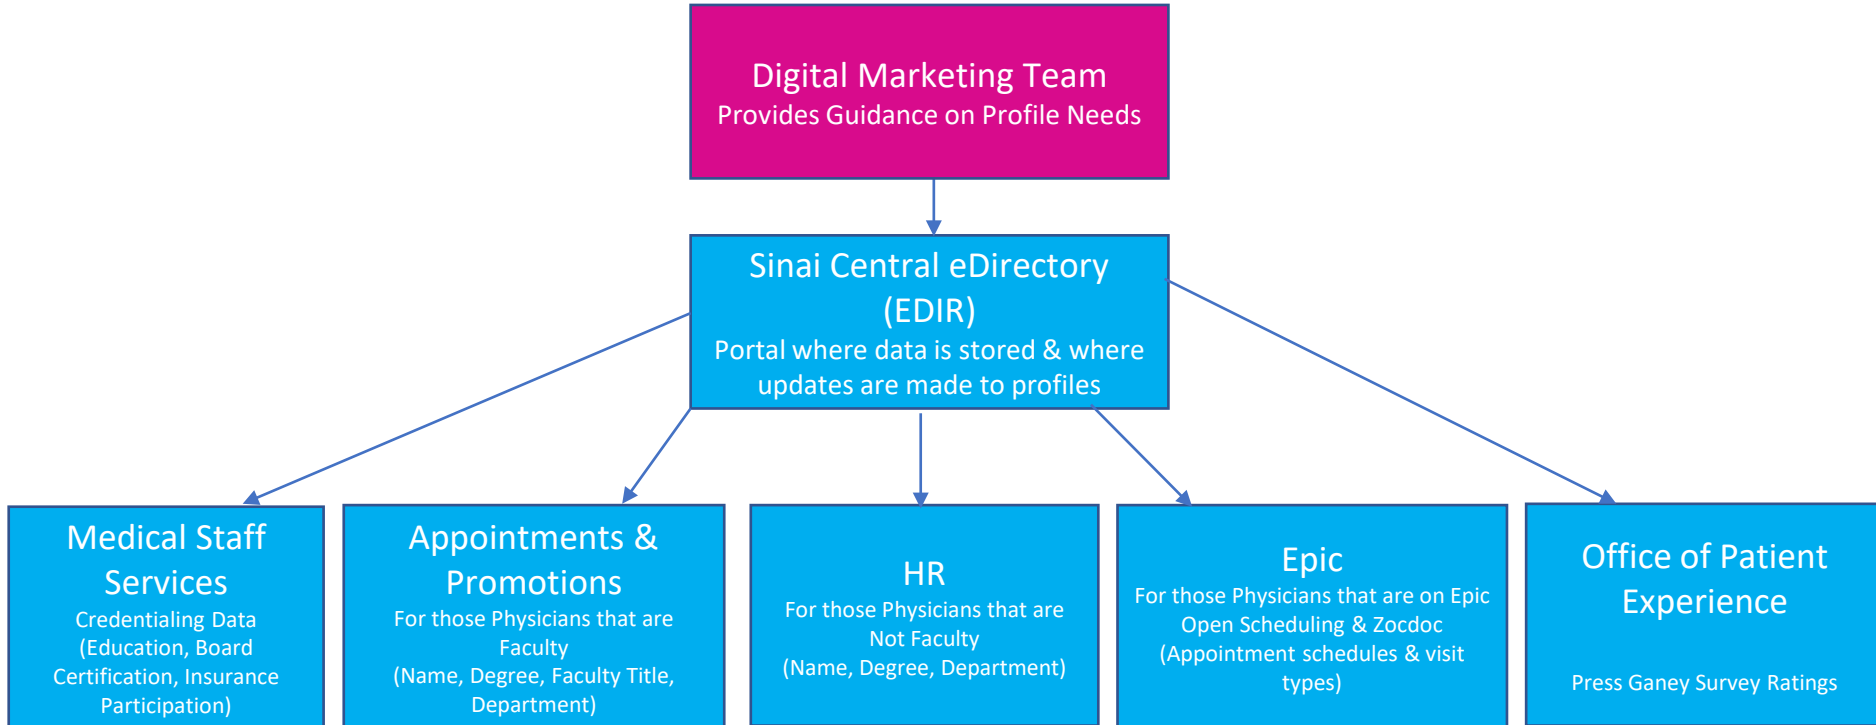 Digital Marketing Team
Provides Guidance on Profile Needs
Sinai Central eDirectory
(EDIR)
Portal where data is stored & where
updates are made to profiles
Medical Staff
Services
Credentialing Data
(Education, Board
Certification, Insurance
Participation)
Appointments &
Promotions
For those Physicians that are
Faculty
(Name, Degree, Faculty Title,
Department)
HR
For those Physicians that are
Not Faculty
(Name, Degree, Department)
Epic
For those Physicians that are on Epic
Open Scheduling & Zocdoc
(Appointment schedules & visit
types)
Office of Patient
Experience
Press Ganey Survey Ratings